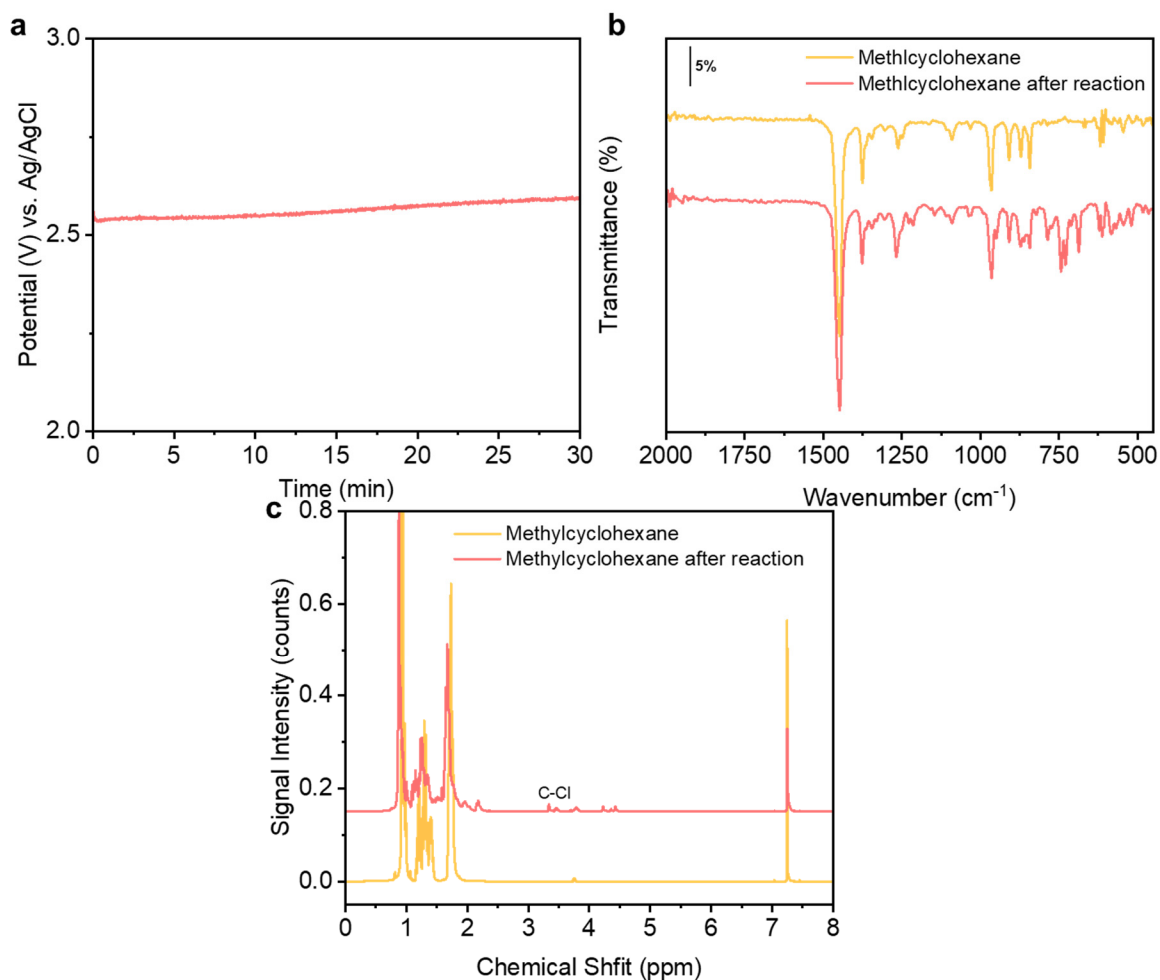 a
3.0
2.5
2.0
Potential (V) vs. Ag/AgCl
0 5 10 15 20 25 30
Time (min)
b
5%
Methlcyclohexane
Methlcyclohexane after reaction
Transmittance (%)
2000 1750 1500 1250 1000 750 500
Wavenumber (cm⁻¹)
c
0.8
0.6
0.4
0.2
0.0
Signal Intensity (counts)
Methylcyclohexane
Methylcyclohexane after reaction
C-Cl
0 1 2 3 4 5 6 7 8
Chemical Shfit (ppm)